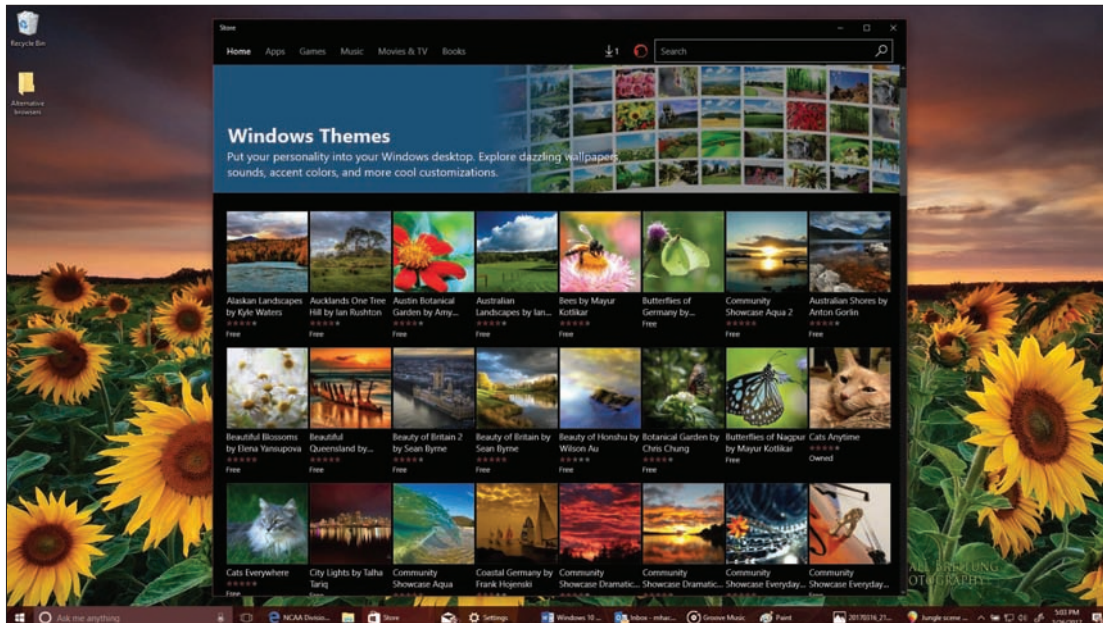 Recycle Bin
Alternative
browsers
Store
Home Apps Games Music Movies & TV Books
1
Search
Windows Themes
Put your personality into your Windows desktop. Explore dazzling wallpapers,
sounds, accent colors, and more cool customizations.
Alaskan Landscapes
by Kyle Waters
Free
Aucklands One Tree
Hill by Ian Rushton
Free
Austin Botanical
Garden by Amy...
Free
Australian
Landscapes by Ian...
Free
Bees by Mayur
Kotlikar
Free
Butterflies of
Germany by...
Free
Community
Showcase Aqua 2
Free
Australian Shores by
Anton Gorlin
Free
Beautiful Blossoms
by Elena Yansupova
Free
Beautiful
Queensland by...
Free
Beauty of Britain 2
by Sean Byrne
Free
Beauty of Britain by
Sean Byrne
Free
Beauty of Honshu by
Wilson Au
Free
Botanical Garden by
Chris Chung
Free
Butterflies of Nagpur
by Mayur Kotlikar
Free
Cats Anytime
Owned
Cats Everywhere
City Lights by Talha
Tariq
Community
Showcase Aqua
Coastal Germany by
Frank Hojenski
Community
Showcase Dramatic...
Community
Showcase Dramatic...
Community
Showcase Everyday...
Community
Showcase Everyday...
Ask me anything
NCAA Division...
Store
Settings
Windows 10 ...
Inbox - mhac...
Groove Music
Paint
20170316_21...
Jungle scene ...
5:03 PM